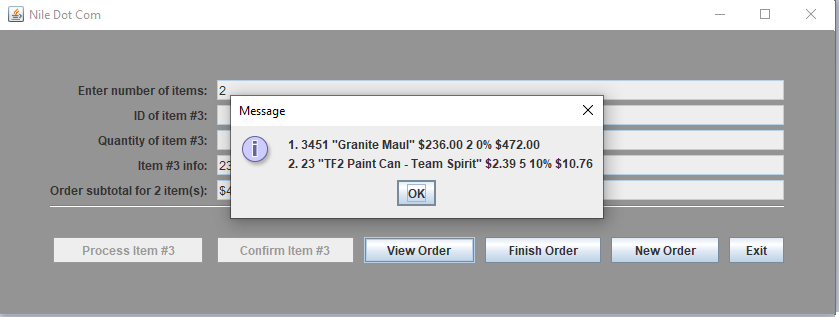 Nile Dot Com
Enter number of items: 2
ID of item #3:
Quantity of item #3:
Item #3 info: 23
Order subtotal for 2 item(s): $4
Message
1. 3451 "Granite Maul" $236.00 2 0% $472.00
2. 23 "TF2 Paint Can - Team Spirit" $2.39 5 10% $10.76
OK
Process Item #3 Confirm Item #3 View Order Finish Order New Order Exit